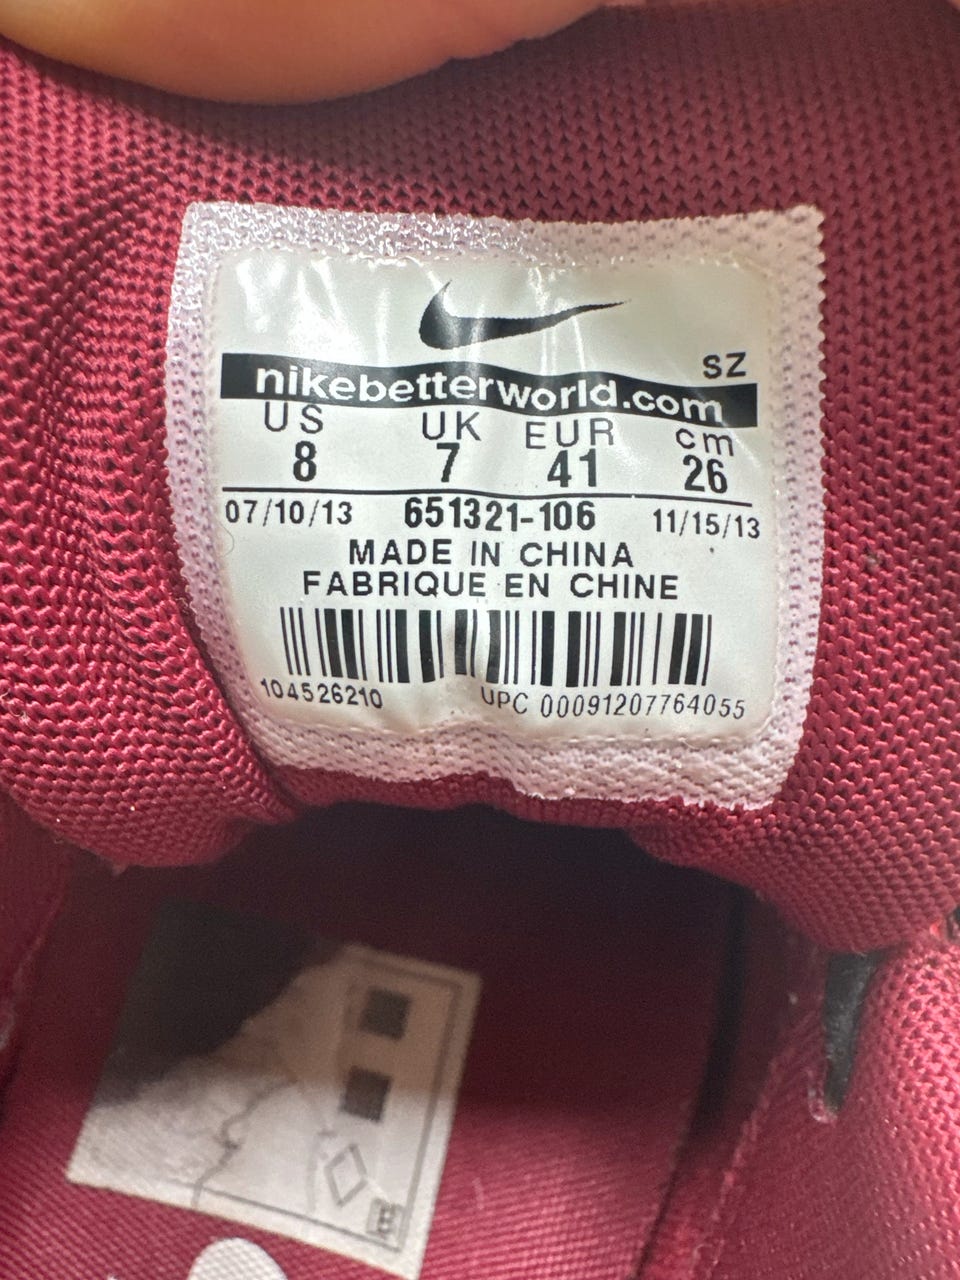 SZ
nikebetterworld.com
US UK EUR cm
8 7 41 26
07/10/13 651321-106 11/15/13
MADE IN CHINA
FABRIQUE EN CHINE
104526210 UPC 00091207764055